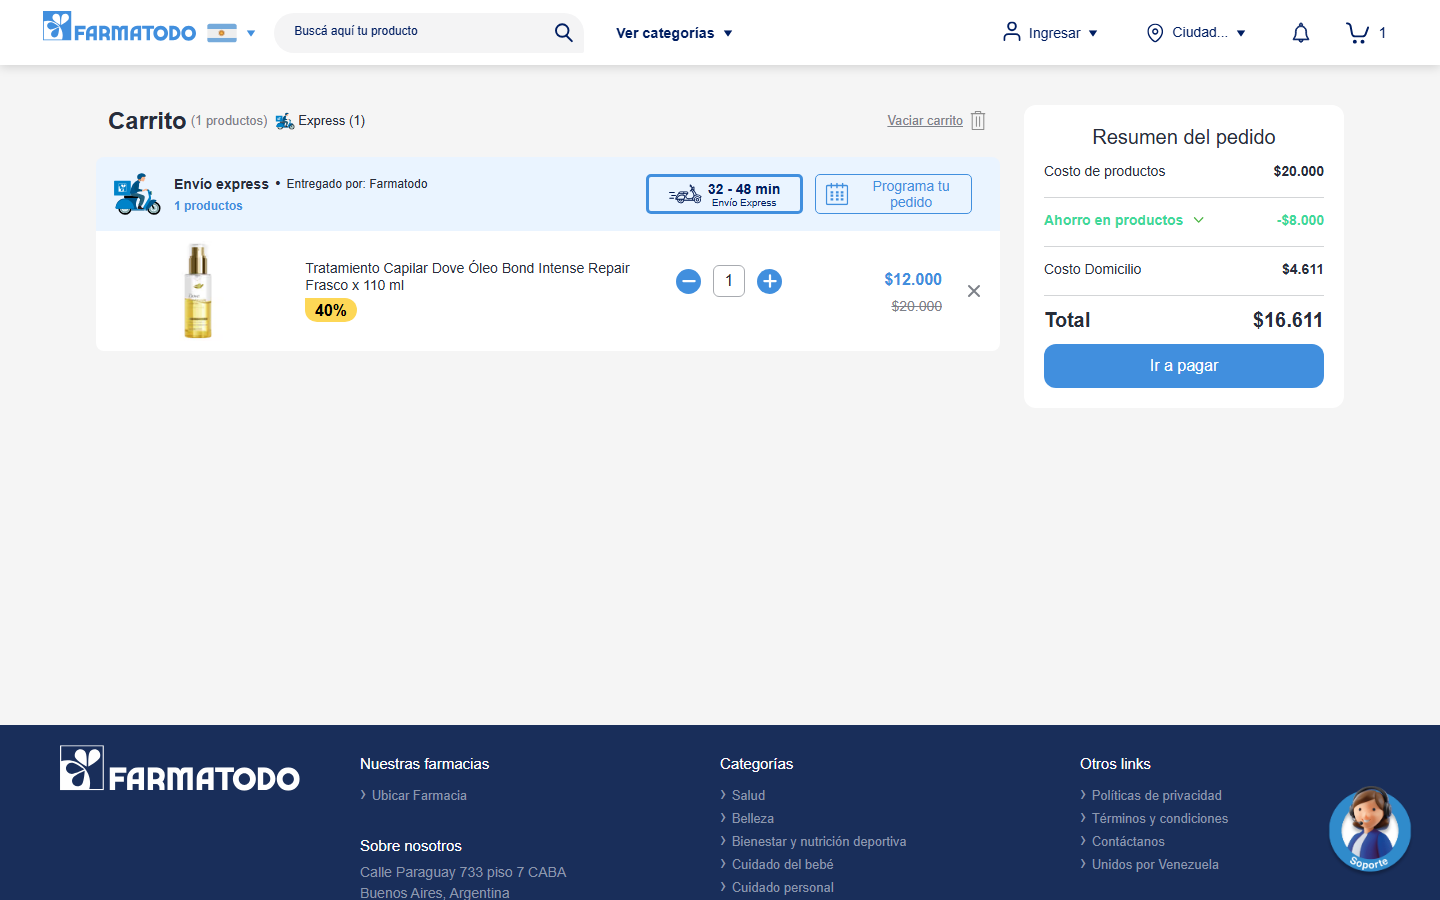 FARMATODO
Buscá aquí tu producto
Ver categorías
Ingresar
Ciudad...
1
Carrito (1 productos) Express (1)
Vaciar carrito
Envío express • Entregado por: Farmatodo
1 productos
32 - 48 min
Envío Express
Programa tu
pedido
Tratamiento Capilar Dove Óleo Bond Intense Repair
Frasco x 110 ml
40%
1
$12.000
$20.000
Resumen del pedido
Costo de productos $20.000
Ahorro en productos -$8.000
Costo Domicilio $4.611
Total $16.611
Ir a pagar
FARMATODO
Nuestras farmacias
Ubicar Farmacia
Sobre nosotros
Calle Paraguay 733 piso 7 CABA
Buenos Aires, Argentina
Categorías
Salud
Belleza
Bienestar y nutrición deportiva
Cuidado del bebé
Cuidado personal
Otros links
Políticas de privacidad
Términos y condiciones
Contáctanos
Unidos por Venezuela
Soporte